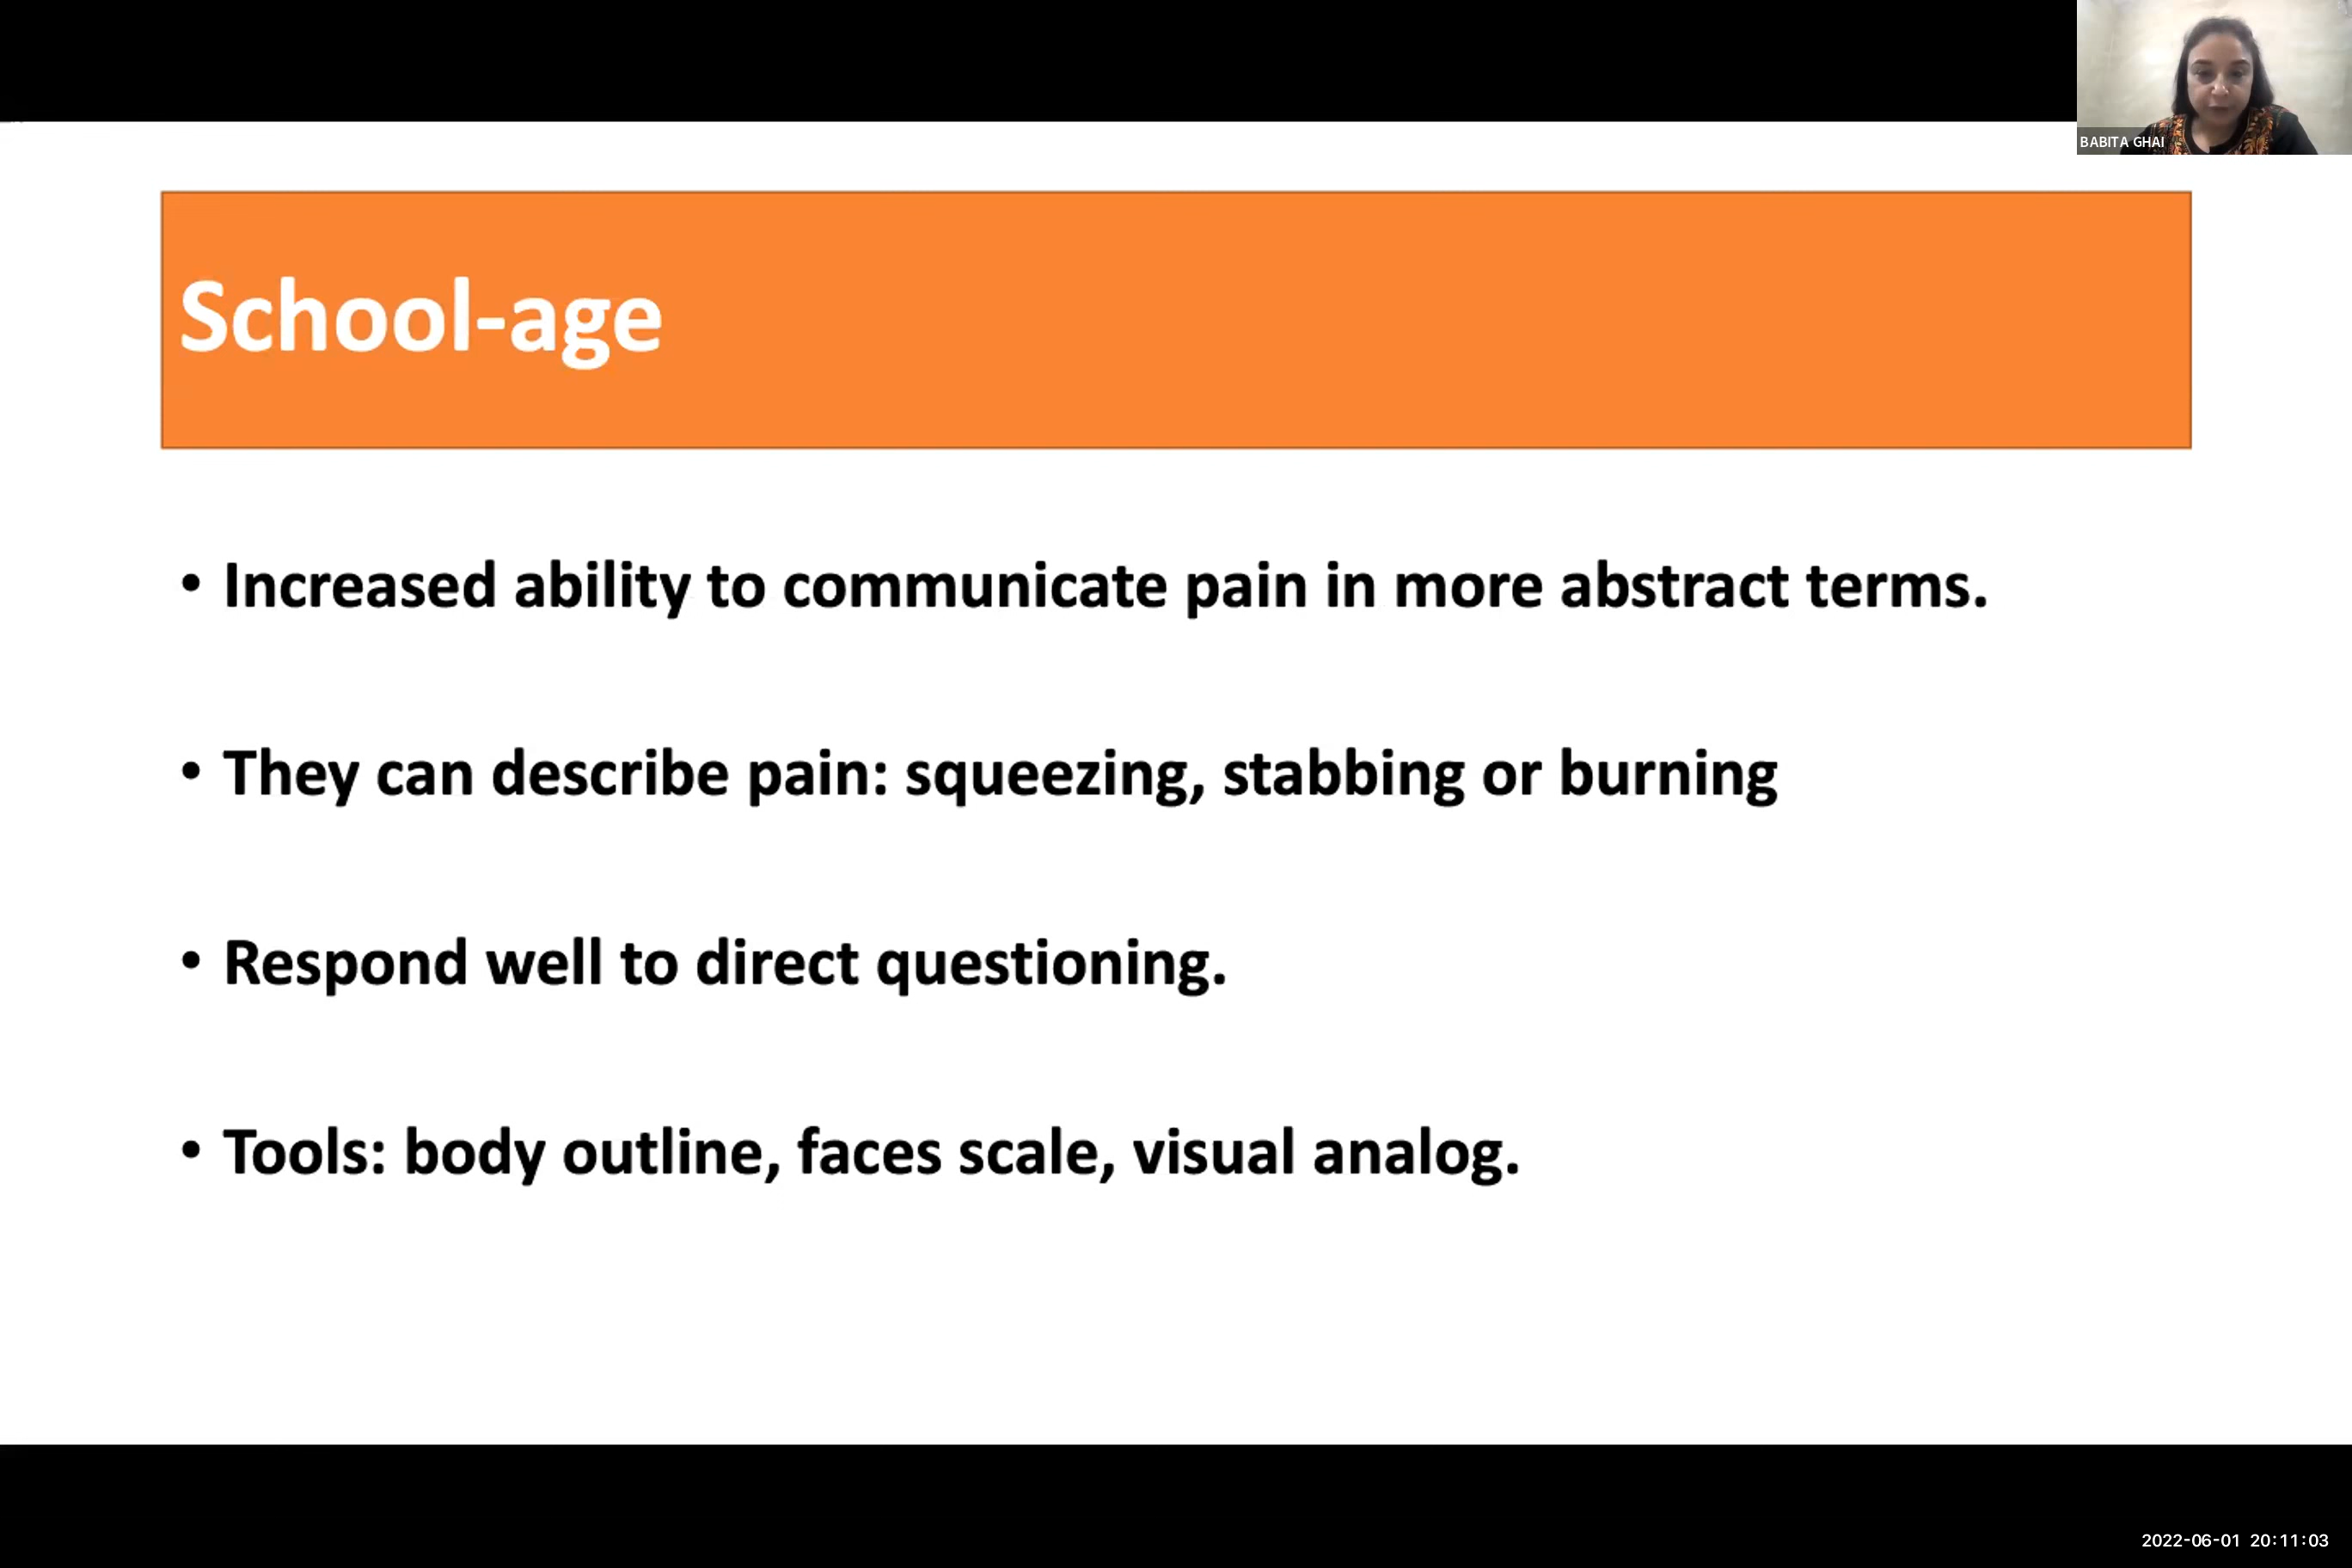 BABITA GHAI
School-age
• Increased ability to communicate pain in more abstract terms.
• They can describe pain: squeezing, stabbing or burning
• Respond well to direct questioning.
• Tools: body outline, faces scale, visual analog.
2022-06-01 20:11:03